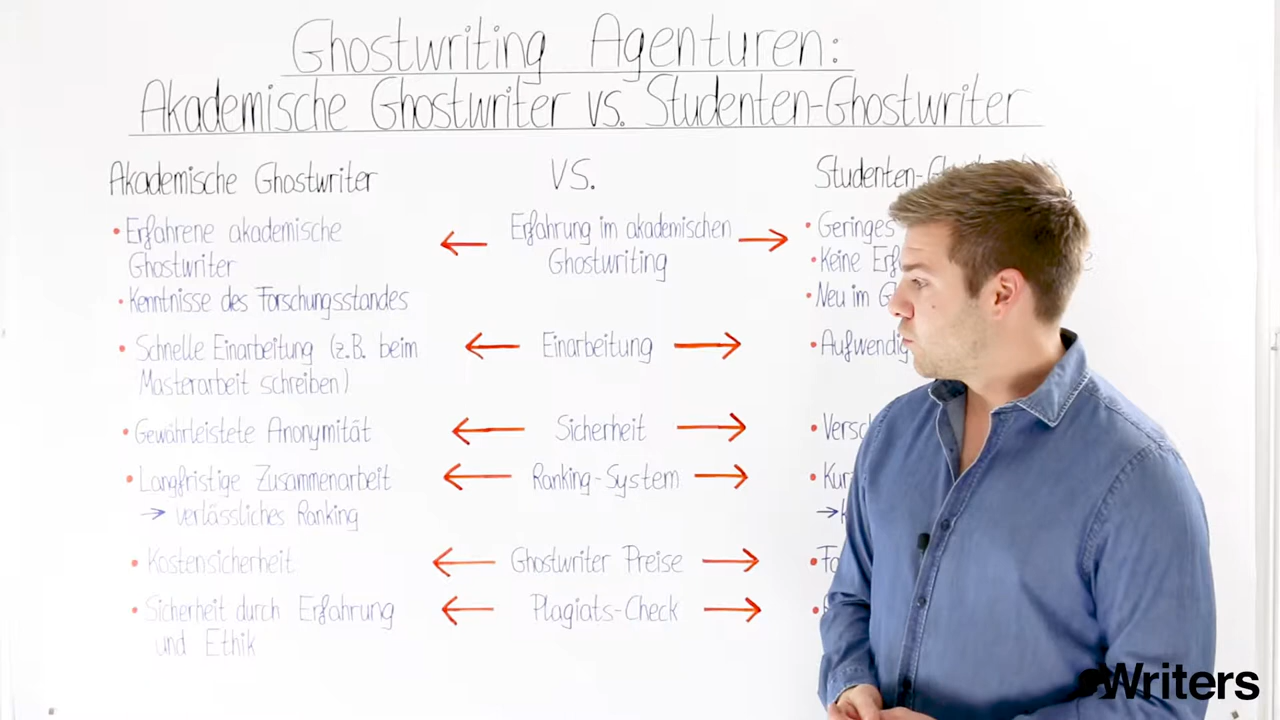 Ghostwriting Agenturen:
Akademische Ghostwriter vs. Studenten-Ghostwriter
Akademische Ghostwriter
VS.
Studenten-
• Erfahrene akademische
Ghostwriter
• Kenntnisse des Forschungsstandes
← Erfahrung im akademischen →
Ghostwriting
• Geringes
• Keine
• Neu im
• Schnelle Einarbeitung (z.B. beim
Masterarbeit schreiben)
← Einarbeitung →
• Aufwendig
• Gewährleistete Anonymität
← Sicherheit →
• Langfristige Zusammenarbeit
→ verlässliches Ranking
← Ranking-System →
• Kostensicherheit
← Ghostwriter Preise →
• Sicherheit durch Erfahrung
und Ethik
← Plagiats-Check →
Writers